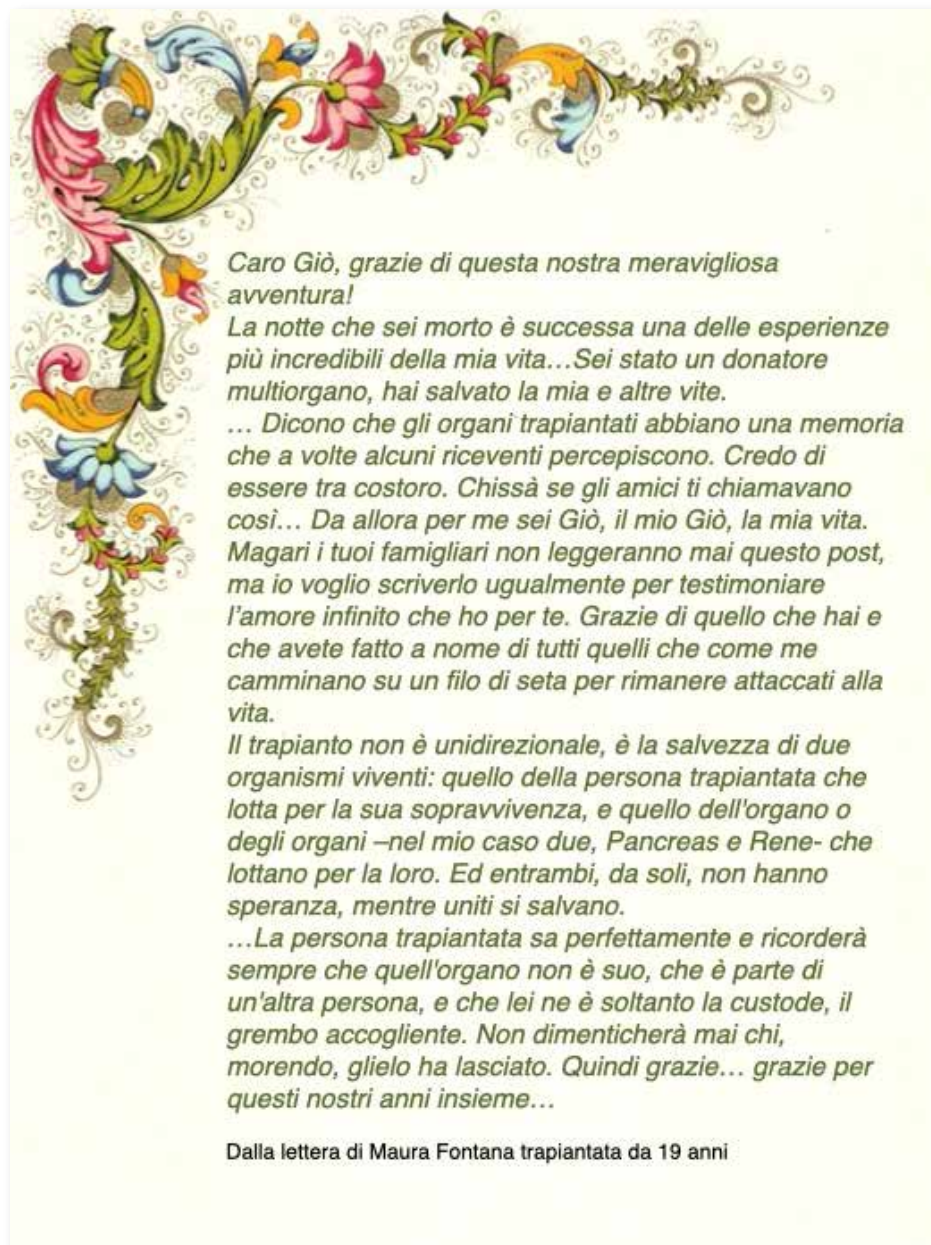 Caro Giò, grazie di questa nostra meravigliosa
avventura!
La notte che sei morto è successa una delle esperienze
più incredibili della mia vita…Sei stato un donatore
multiorgano, hai salvato la mia e altre vite.
… Dicono che gli organi trapiantati abbiano una memoria
che a volte alcuni riceventi percepiscono. Credo di
essere tra costoro. Chissà se gli amici ti chiamavano
così… Da allora per me sei Giò, il mio Giò, la mia vita.
Magari i tuoi famigliari non leggeranno mai questo post,
ma io voglio scriverlo ugualmente per testimoniare
l’amore infinito che ho per te. Grazie di quello che hai e
che avete fatto a nome di tutti quelli che come me
camminano su un filo di seta per rimanere attaccati alla
vita.
Il trapianto non è unidirezionale, è la salvezza di due
organismi viventi: quello della persona trapiantata che
lotta per la sua sopravvivenza, e quello dell'organo o
degli organi –nel mio caso due, Pancreas e Rene- che
lottano per la loro. Ed entrambi, da soli, non hanno
speranza, mentre uniti si salvano.
…La persona trapiantata sa perfettamente e ricorderà
sempre che quell'organo non è suo, che è parte di
un'altra persona, e che lei ne è soltanto la custode, il
grembo accogliente. Non dimenticherà mai chi,
morendo, glielo ha lasciato. Quindi grazie… grazie per
questi nostri anni insieme…
Dalla lettera di Maura Fontana trapiantata da 19 anni